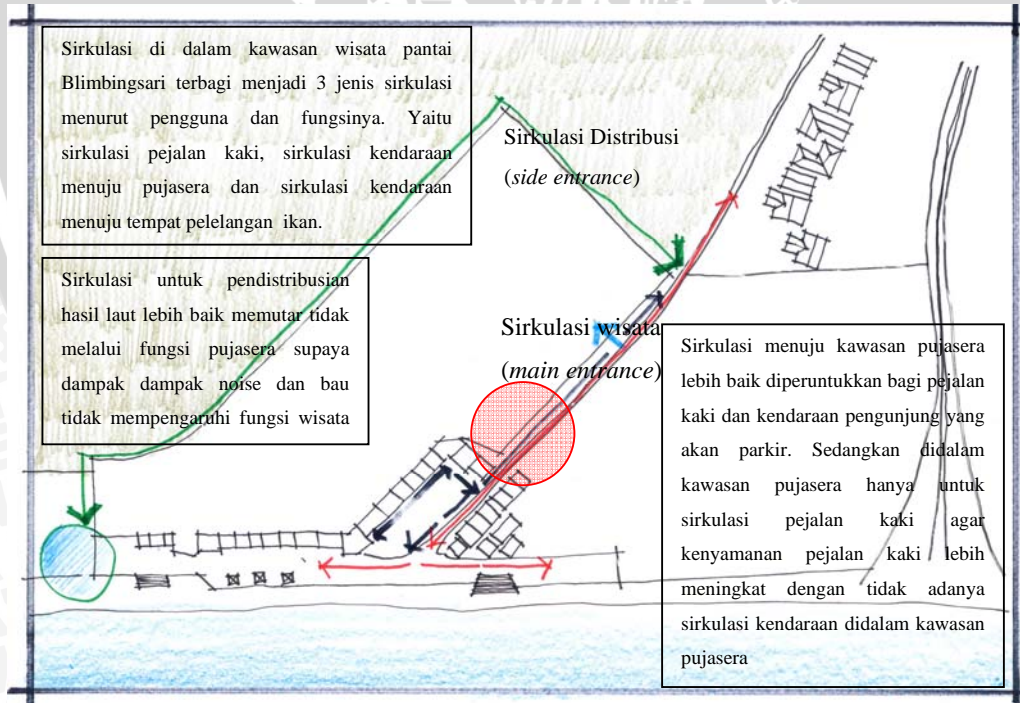 Sirkulasi di dalam kawasan wisata pantai
Blimbingsari terbagi menjadi 3 jenis sirkulasi
menurut pengguna dan fungsinya. Yaitu
sirkulasi pejalan kaki, sirkulasi kendaraan
menuju pujasera dan sirkulasi kendaraan
menuju tempat pelelangan ikan.
Sirkulasi Distribusi
(side entrance)
Sirkulasi untuk pendistribusian
hasil laut lebih baik memutar tidak
melalui fungsi pujasera supaya
dampak dampak noise dan bau
tidak mempengaruhi fungsi wisata
Sirkulasi wisata
(main entrance)
Sirkulasi menuju kawasan pujasera
lebih baik diperuntukkan bagi pejalan
kaki dan kendaraan pengunjung yang
akan parkir. Sedangkan didalam
kawasan pujasera hanya untuk
sirkulasi pejalan kaki agar
kenyamanan pejalan kaki lebih
meningkat dengan tidak adanya
sirkulasi kendaraan didalam kawasan
pujasera